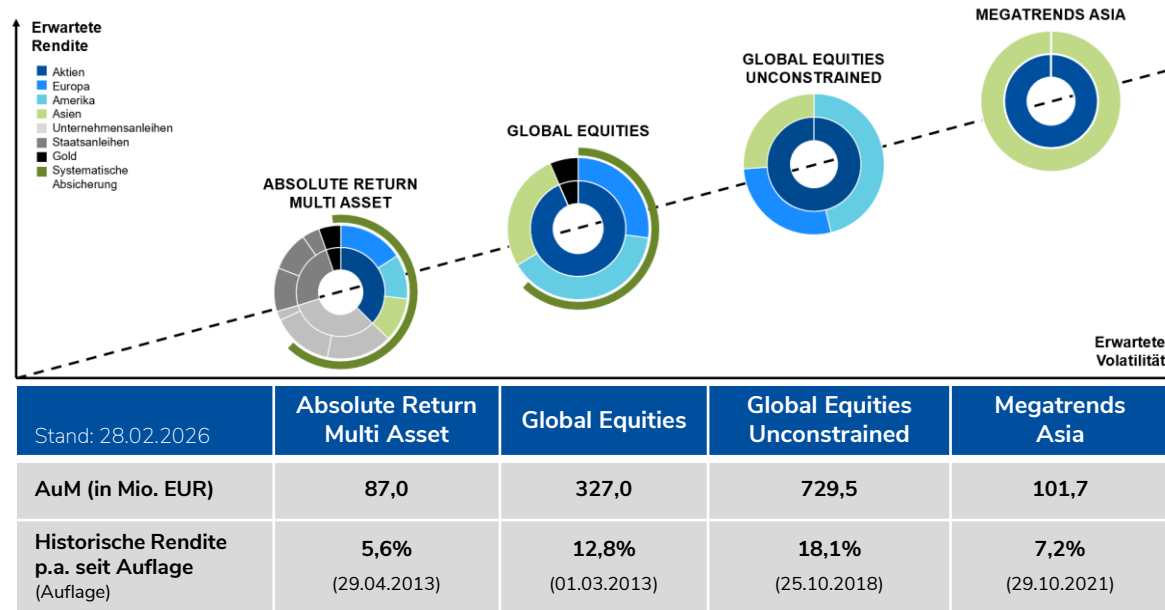 Erwartete
Rendite
Aktien
Europa
Amerika
Asien
Unternehmensanleihen
Staatsanleihen
Gold
Systematische
Absicherung
ABSOLUTE RETURN
MULTI ASSET
GLOBAL EQUITIES
GLOBAL EQUITIES
UNCONSTRAINED
MEGATRENDS ASIA
Erwartete
Volatilität
Stand: 28.02.2026
Absolute Return
Multi Asset
Global Equities
Global Equities
Unconstrained
Megatrends
Asia
AuM (in Mio. EUR)
87,0
327,0
729,5
101,7
Historische Rendite
p.a. seit Auflage
(Auflage)
5,6%
(29.04.2013)
12,8%
(01.03.2013)
18,1%
(25.10.2018)
7,2%
(29.10.2021)